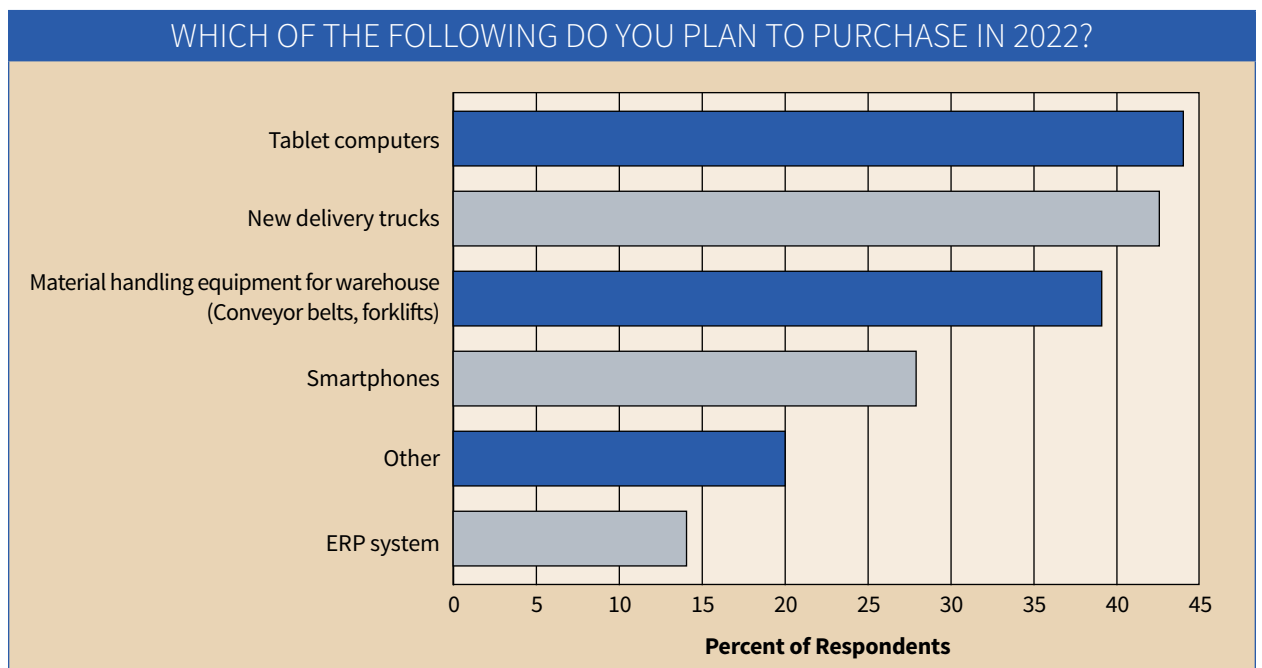 WHICH OF THE FOLLOWING DO YOU PLAN TO PURCHASE IN 2022?
Tablet computers
New delivery trucks
Material handling equipment for warehouse
(Conveyor belts, forklifts)
Smartphones
Other
ERP system
0 5 10 15 20 25 30 35 40 45
Percent of Respondents